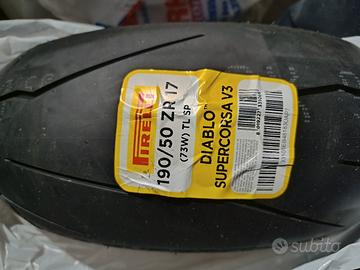 PIRELLI
190/50 ZR 17
(73W) TL SP
DIABLO™
SUPERCORSA V3
subito